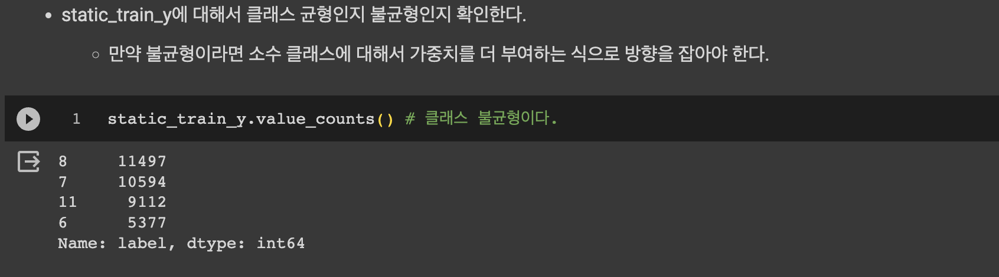 • static_train_y에 대해서 클래스 균형인지 불균형인지 확인한다.
◦ 만약 불균형이라면 소수 클래스에 대해서 가중치를 더 부여하는 식으로 방향을 잡아야 한다.
1 static_train_y.value_counts() # 클래스 불균형이다.
8 11497
7 10594
11 9112
6 5377
Name: label, dtype: int64